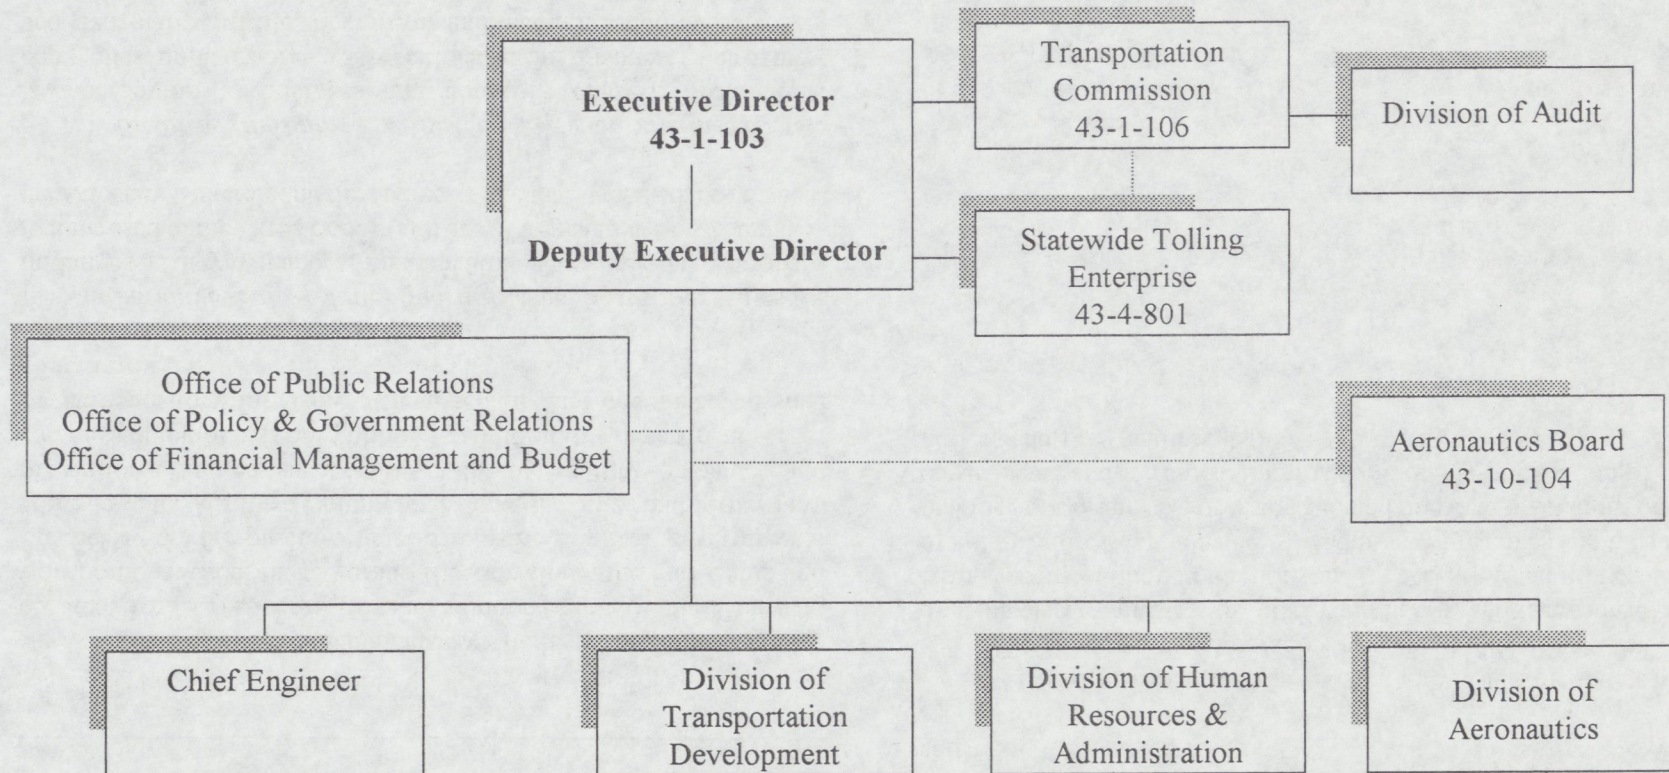 Executive Director
43-1-103
Deputy Executive Director
Transportation
Commission
43-1-106
Division of Audit
Statewide Tolling
Enterprise
43-4-801
Office of Public Relations
Office of Policy & Government Relations
Office of Financial Management and Budget
Aeronautics Board
43-10-104
Chief Engineer
Division of
Transportation
Development
Division of Human
Resources &
Administration
Division of
Aeronautics